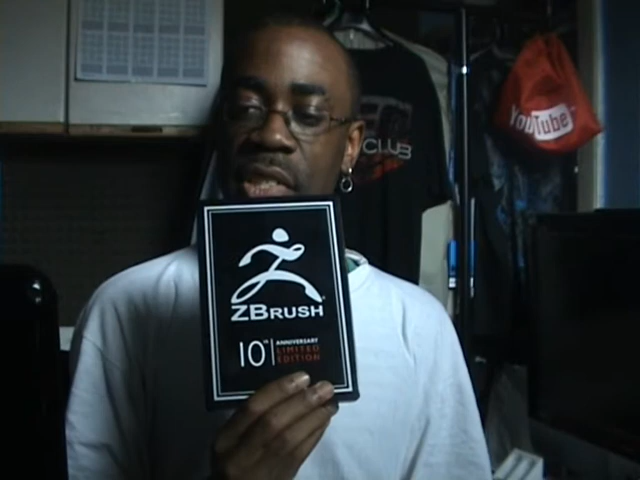 CLUB
YouTube
ZBRUSH
10TH ANNIVERSARY
LIMITED
EDITION